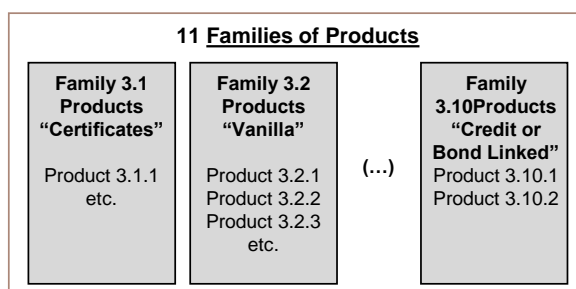 11 Families of Products
Family 3.1
Products
“Certificates”
Product 3.1.1
etc.
Family 3.2
Products
“Vanilla”
Product 3.2.1
Product 3.2.2
Product 3.2.3
etc.
(…)
Family
3.10Products
“Credit or
Bond Linked”
Product 3.10.1
Product 3.10.2